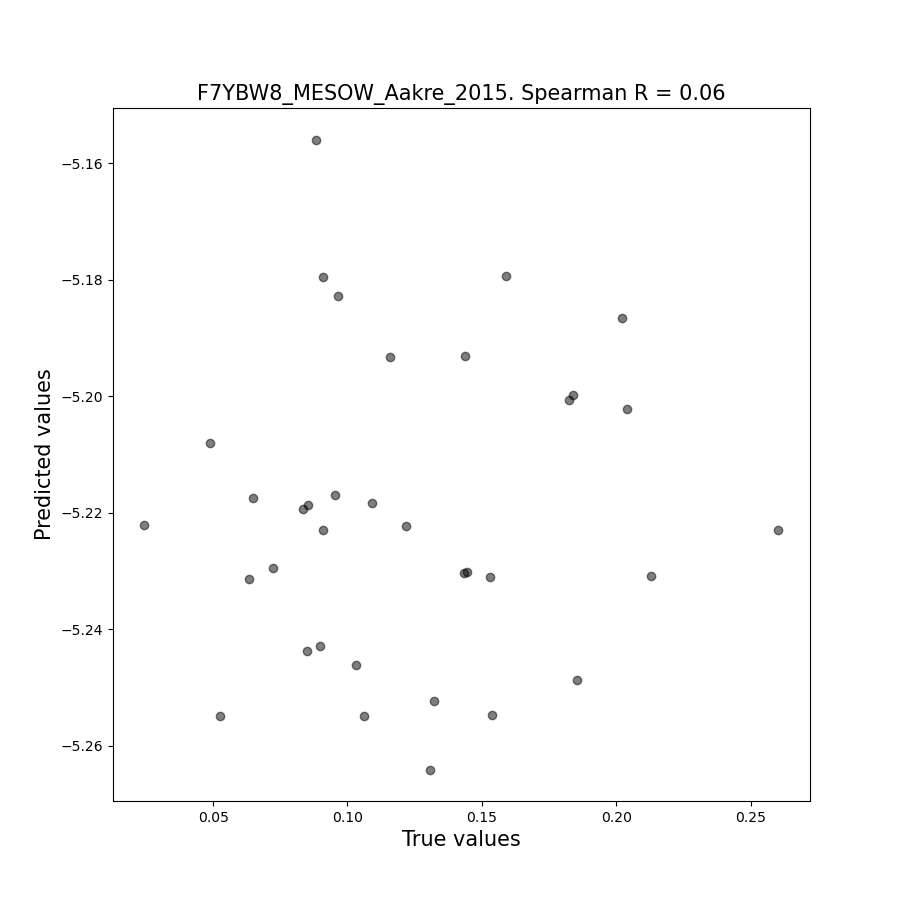 F7YBW8_MESOW_Aakre_2015. Spearman R = 0.06
−5.16
−5.18
−5.20
−5.22
−5.24
−5.26
Predicted values
0.05 0.10 0.15 0.20 0.25
True values